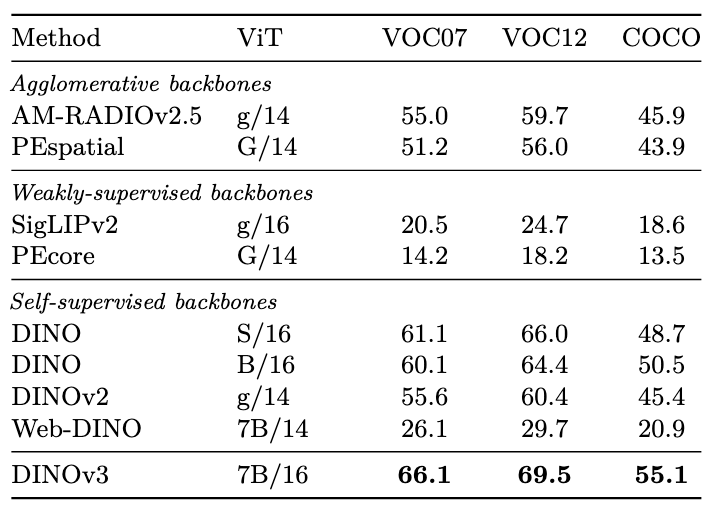 Method ViT VOC07 VOC12 COCO
Agglomerative backbones
AM-RADIOv2.5 g/14 55.0 59.7 45.9
PEspatial G/14 51.2 56.0 43.9
Weakly-supervised backbones
SigLIPv2 g/16 20.5 24.7 18.6
PEcore G/14 14.2 18.2 13.5
Self-supervised backbones
DINO S/16 61.1 66.0 48.7
DINO B/16 60.1 64.4 50.5
DINOv2 g/14 55.6 60.4 45.4
Web-DINO 7B/14 26.1 29.7 20.9
DINOv3 7B/16 66.1 69.5 55.1